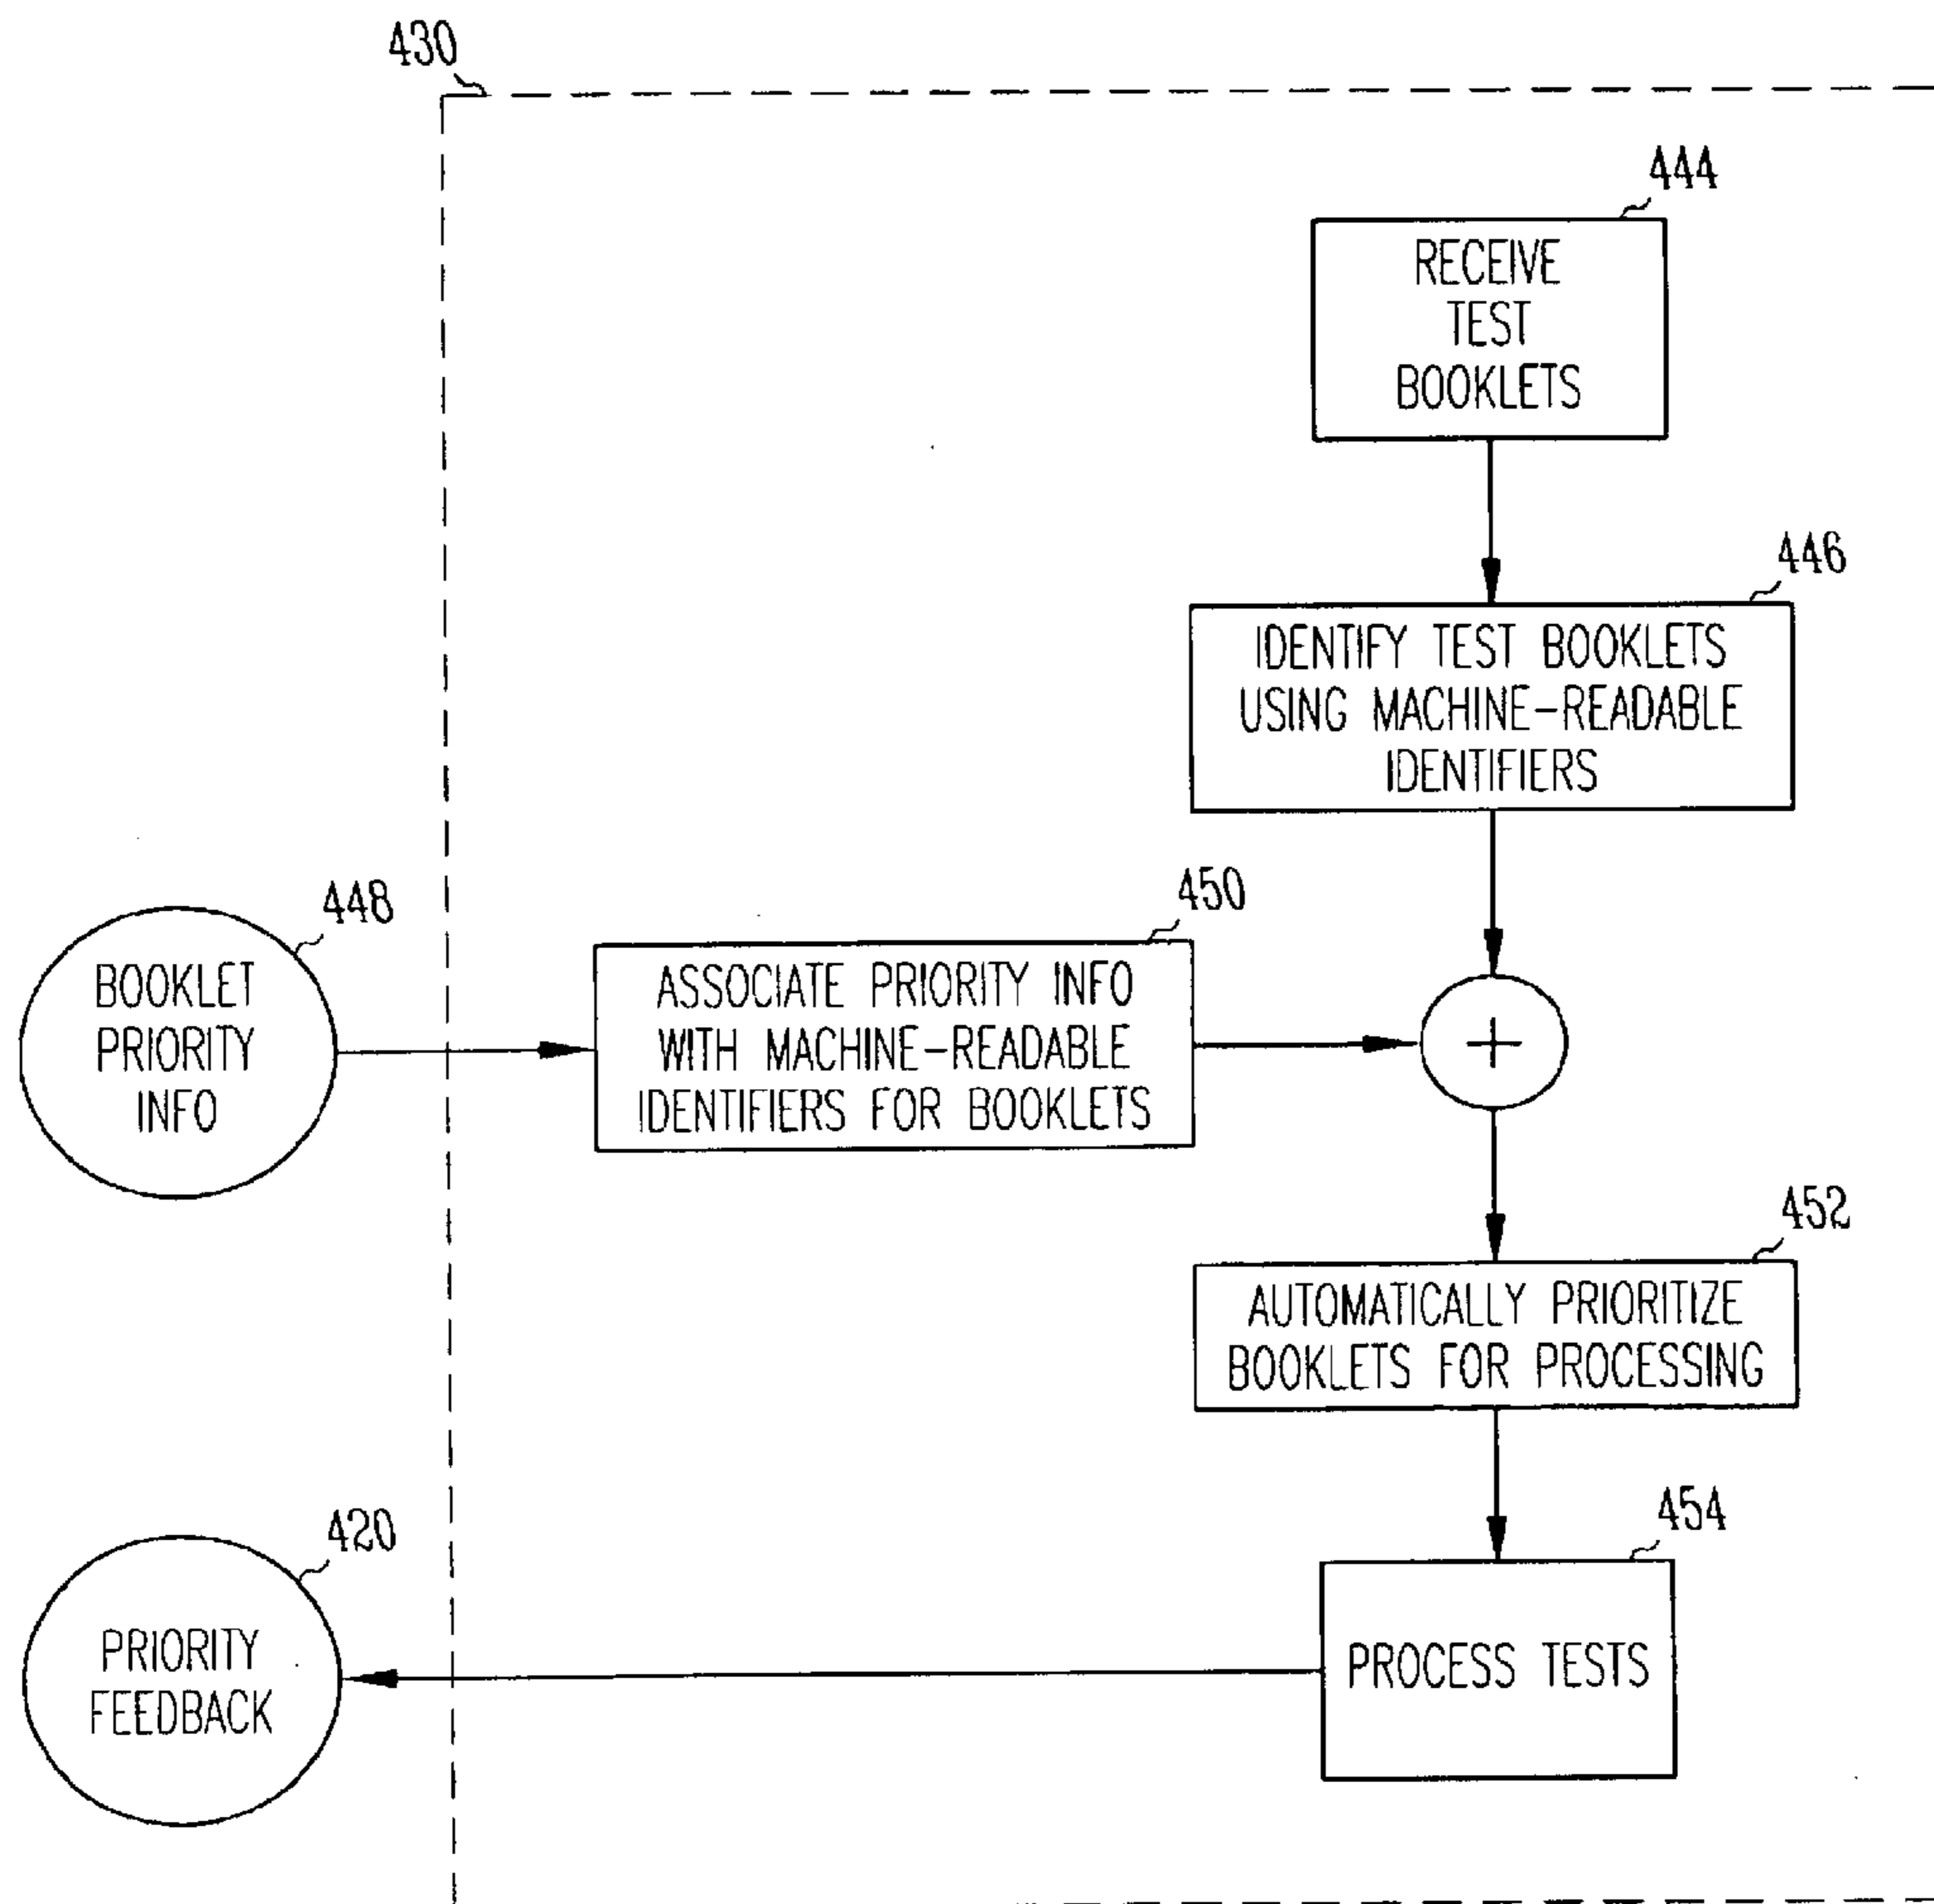 430
444
RECEIVE
TEST
BOOKLETS
446
IDENTIFY TEST BOOKLETS
USING MACHINE-READABLE
IDENTIFIERS
448
BOOKLET
PRIORITY
INFO
450
ASSOCIATE PRIORITY INFO
WITH MACHINE-READABLE
IDENTIFIERS FOR BOOKLETS
+
452
AUTOMATICALLY PRIORITIZE
BOOKLETS FOR PROCESSING
420
PRIORITY
FEEDBACK
454
PROCESS TESTS